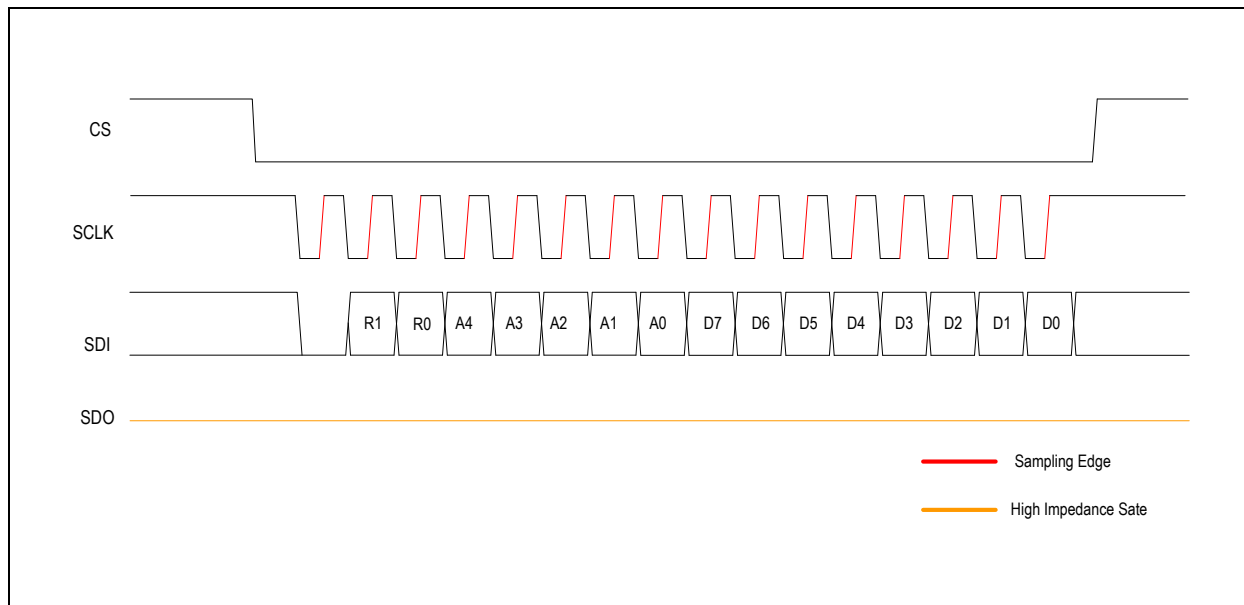 CS
SCLK
SDI
R1 R0 A4 A3 A2 A1 A0 D7 D6 D5 D4 D3 D2 D1 D0
SDO
Sampling Edge
High Impedance Sate